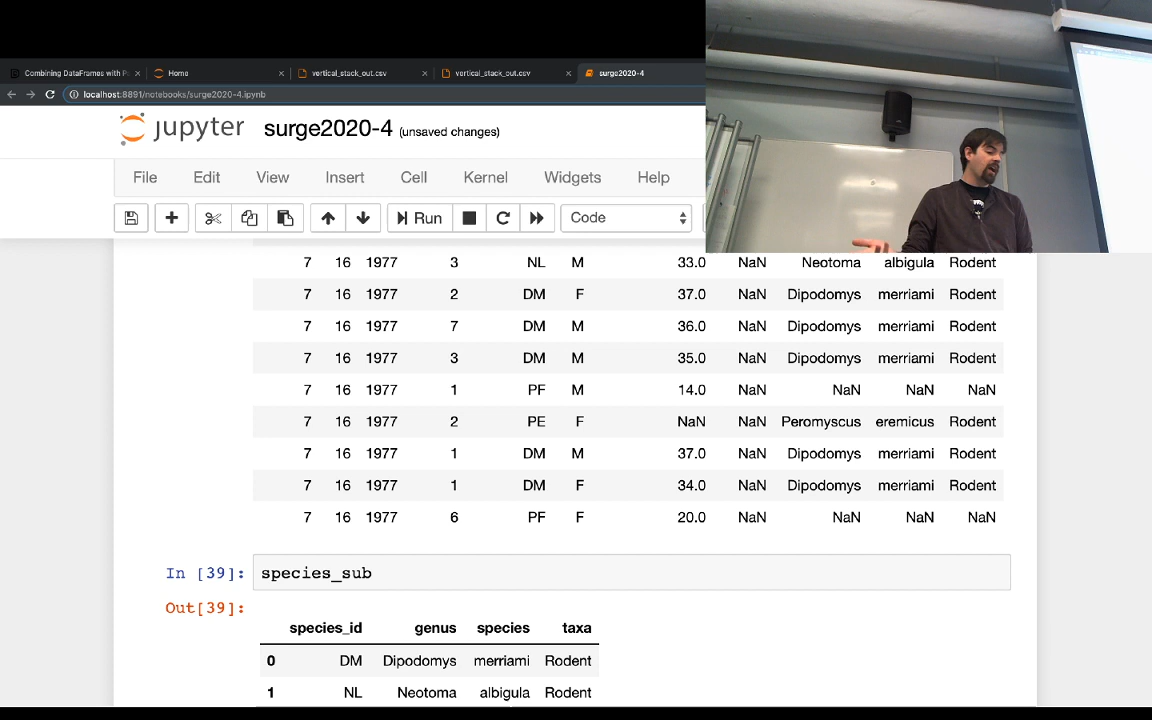 Combining DataFrames with P
Home
vertical_stack_out.csv
vertical_stack_out.csv
surge2020-4
localhost:8891/notebooks/surge2020-4.ipynb
jupyter surge2020-4 (unsaved changes)
File Edit View Insert Cell Kernel Widgets Help
Run Code
7 16 1977 3 NL M 33.0 NaN Neotoma albigula Rodent
7 16 1977 2 DM F 37.0 NaN Dipodomys merriami Rodent
7 16 1977 7 DM M 36.0 NaN Dipodomys merriami Rodent
7 16 1977 3 DM M 35.0 NaN Dipodomys merriami Rodent
7 16 1977 1 PF M 14.0 NaN NaN NaN NaN
7 16 1977 2 PE F NaN NaN Peromyscus eremicus Rodent
7 16 1977 1 DM M 37.0 NaN Dipodomys merriami Rodent
7 16 1977 1 DM F 34.0 NaN Dipodomys merriami Rodent
7 16 1977 6 PF F 20.0 NaN NaN NaN NaN
In [39]: species_sub
Out[39]:
species_id genus species taxa
0 DM Dipodomys merriami Rodent
1 NL Neotoma albigula Rodent